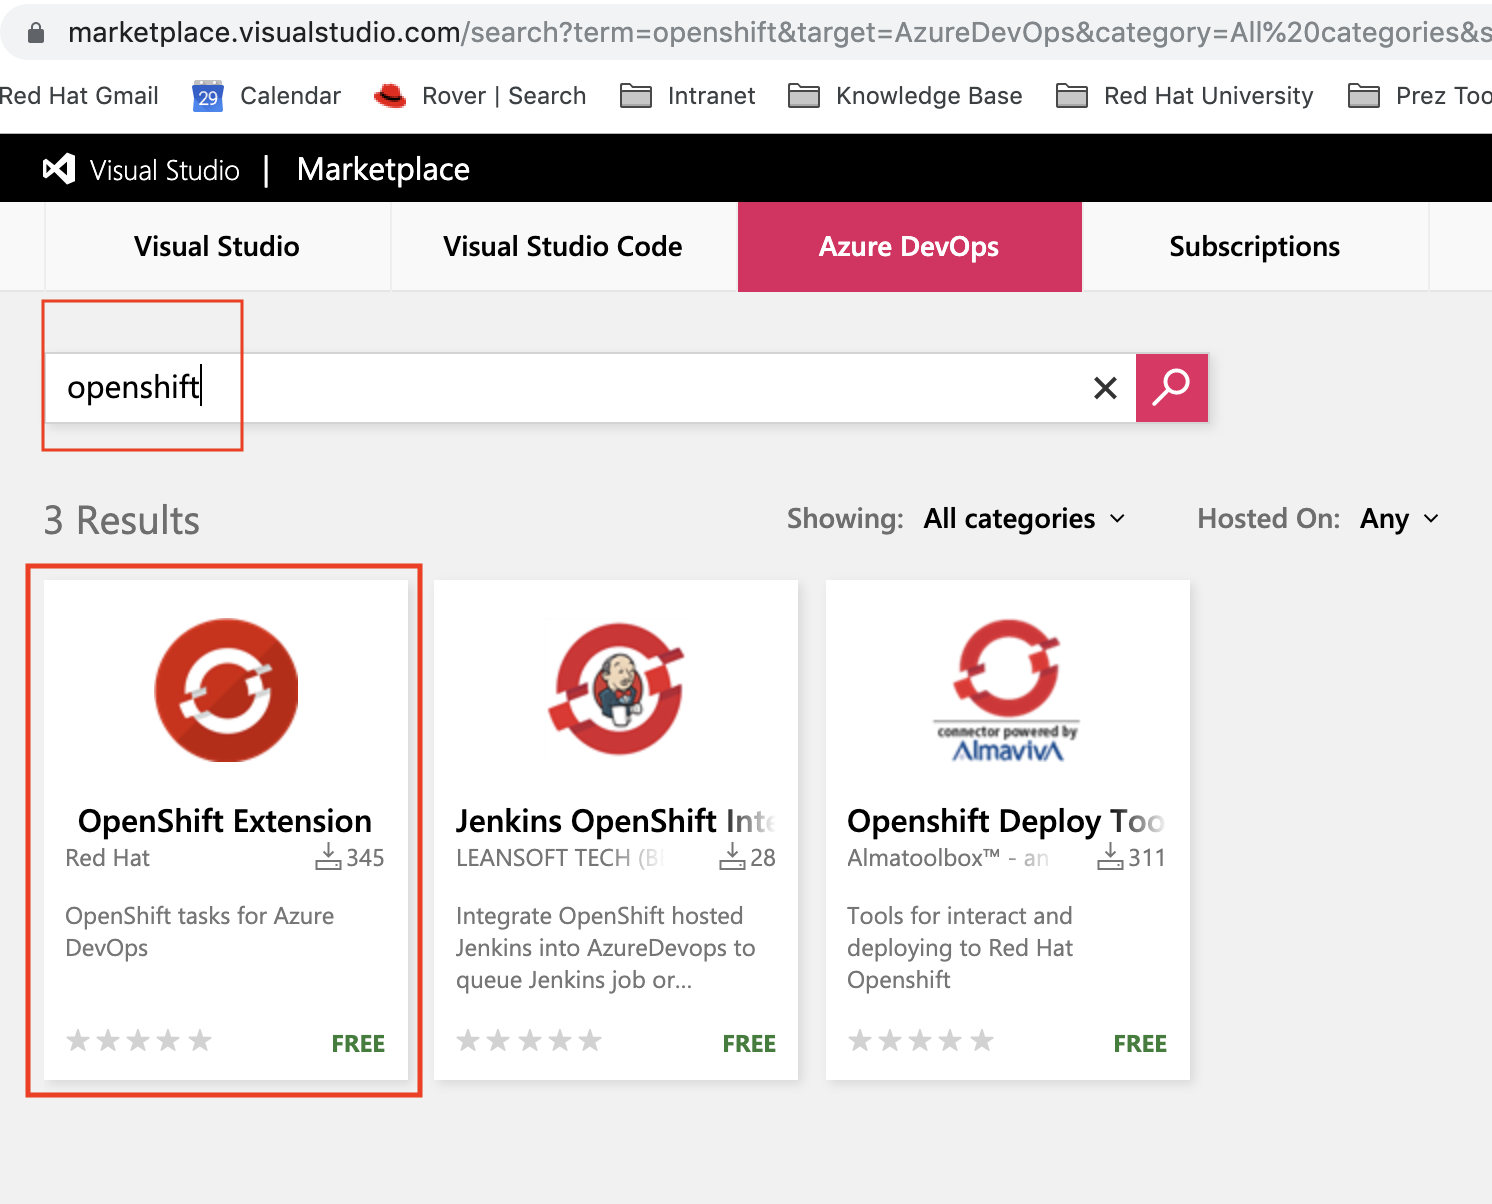 marketplace.visualstudio.com/search?term=openshift&target=AzureDevOps&category=All%20categories&s
Red Hat Gmail 29 Calendar Rover | Search Intranet Knowledge Base Red Hat University Prez Too
Visual Studio | Marketplace
Visual Studio Visual Studio Code Azure DevOps Subscriptions
openshift
3 Results Showing: All categories Hosted On: Any
OpenShift Extension
Red Hat 345
OpenShift tasks for Azure
DevOps
FREE
Jenkins OpenShift Inte
LEANSOFT TECH (B 28
Integrate OpenShift hosted
Jenkins into AzureDevops to
queue Jenkins job or...
FREE
connector powered by
AlmavivA
Openshift Deploy Too
Almatoolbox™ - an 311
Tools for interact and
deploying to Red Hat
Openshift
FREE